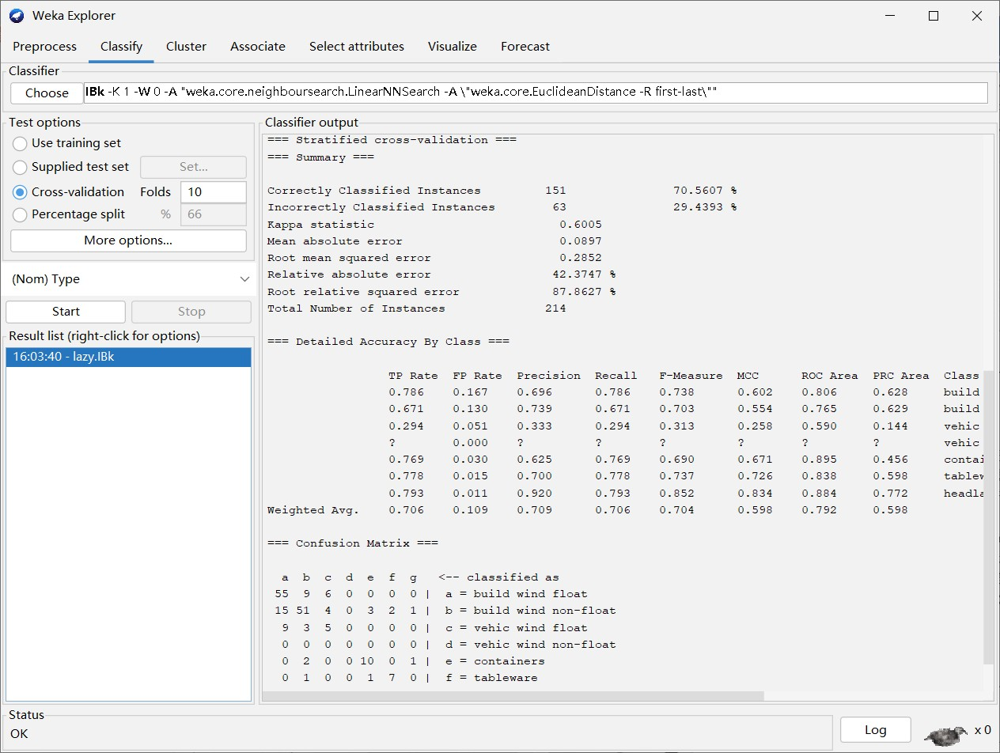 Weka Explorer
Preprocess Classify Cluster Associate Select attributes Visualize Forecast
Classifier
Choose IBk -K 1 -W 0 -A "weka.core.neighboursearch.LinearNNSearch -A \"weka.core.EuclideanDistance -R first-last\""
Test options
Use training set
Supplied test set Set...
Cross-validation Folds 10
Percentage split % 66
More options...
(Nom) Type
Start Stop
Result list (right-click for options)
16:03:40 - lazy.IBk
Classifier output
=== Stratified cross-validation ===
=== Summary ===
Correctly Classified Instances 151 70.5607 %
Incorrectly Classified Instances 63 29.4393 %
Kappa statistic 0.6005
Mean absolute error 0.0897
Root mean squared error 0.2852
Relative absolute error 42.3747 %
Root relative squared error 87.8627 %
Total Number of Instances 214
=== Detailed Accuracy By Class ===
TP Rate FP Rate Precision Recall F-Measure MCC ROC Area PRC Area Class
0.786 0.167 0.696 0.786 0.738 0.602 0.806 0.628 build
0.671 0.130 0.739 0.671 0.703 0.554 0.765 0.629 build
0.294 0.051 0.333 0.294 0.313 0.258 0.590 0.144 vehic
? 0.000 ? ? ? ? ? ? vehic
0.769 0.030 0.625 0.769 0.690 0.671 0.895 0.456 contai
0.778 0.015 0.700 0.778 0.737 0.726 0.838 0.598 tablew
0.793 0.011 0.920 0.793 0.852 0.834 0.884 0.772 headla
Weighted Avg. 0.706 0.109 0.709 0.706 0.704 0.598 0.792 0.598
=== Confusion Matrix ===
a b c d e f g <-- classified as
55 9 6 0 0 0 0 | a = build wind float
15 51 4 0 3 2 1 | b = build wind non-float
9 3 5 0 0 0 0 | c = vehic wind float
0 0 0 0 0 0 0 | d = vehic wind non-float
0 2 0 0 10 0 1 | e = containers
0 1 0 0 1 7 0 | f = tableware
Status
OK
Log
x 0